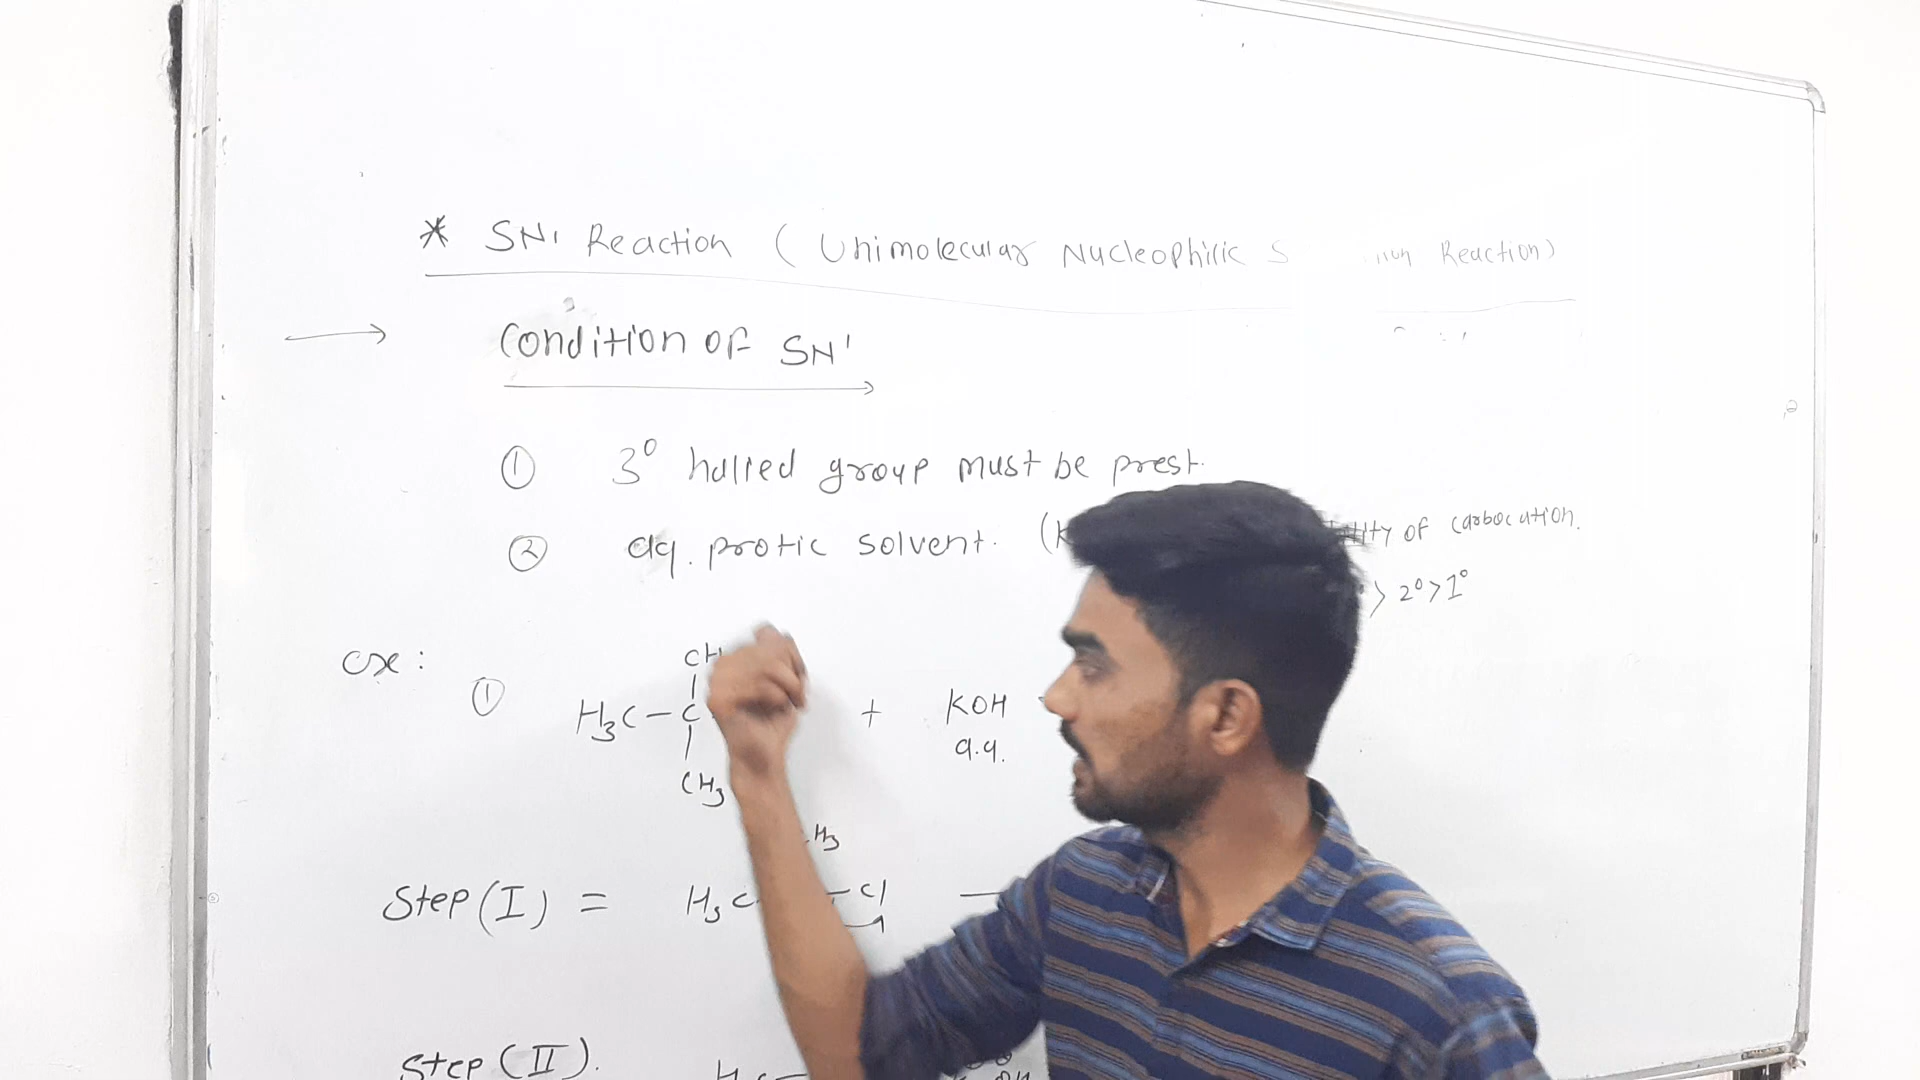 * SN1 Reaction ( Unimolecular Nucleophilic S Reaction)
Condition OF SN1
① 3° halied group must be prest.
② aq. protic solvent. (K of Carbocation.
> 2° > 1°
ex:
CH
① H3C - C + KOH
a.q.
CH3
H3
Step (I) = H3C - Cl
Step (II). H C